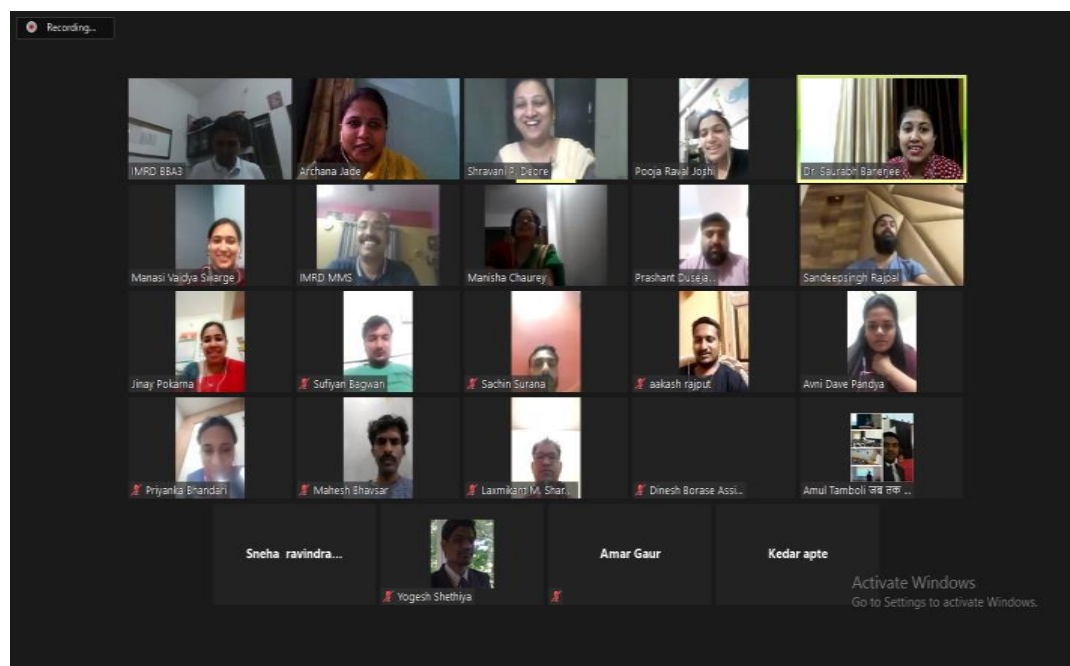 Recording...
IMRD BBA3
Archana Jade
Shravani P. Deore
Pooja Raval Joshi
Dr. Saurabh Banerjee
Manasi Vaidya Swarge
IMRD MMS
Manisha Chaurey
Prashant Duseja..
Sandeepsingh Rajpal
Jinay Pokarna
Sufiyan Bagwan
Sachin Surana
aakash rajput
Avni Dave Pandya
Priyanka Bhandari
Mahesh Bhavsar
Laxmikant M. Shar..
Dinesh Borase Assi...
Amul Tamboli जब तक ...
Sneha ravindra...
Yogesh Shethiya
Amar Gaur
Kedar apte
Activate Windows
Go to Settings to activate Windows.